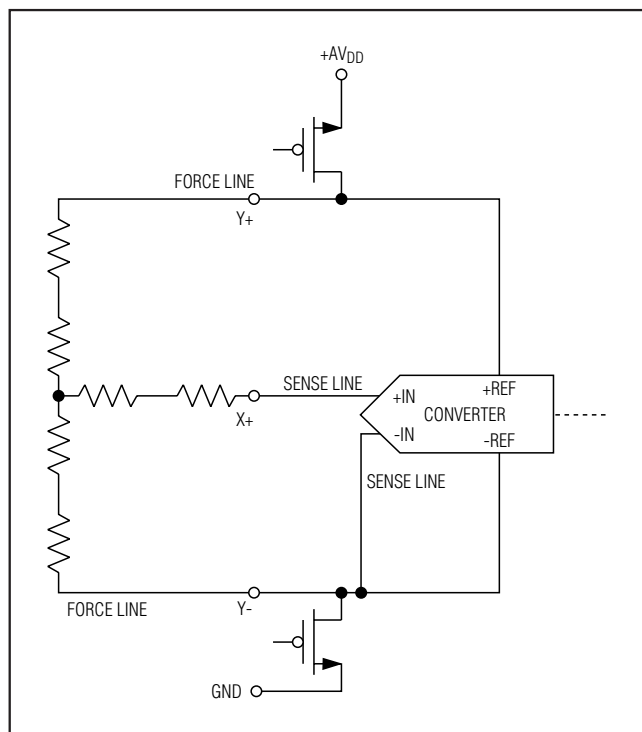 +AVDD
FORCE LINE
Y+
SENSE LINE
X+
+IN
+REF
CONVERTER
-IN
-REF
SENSE LINE
FORCE LINE
Y-
GND